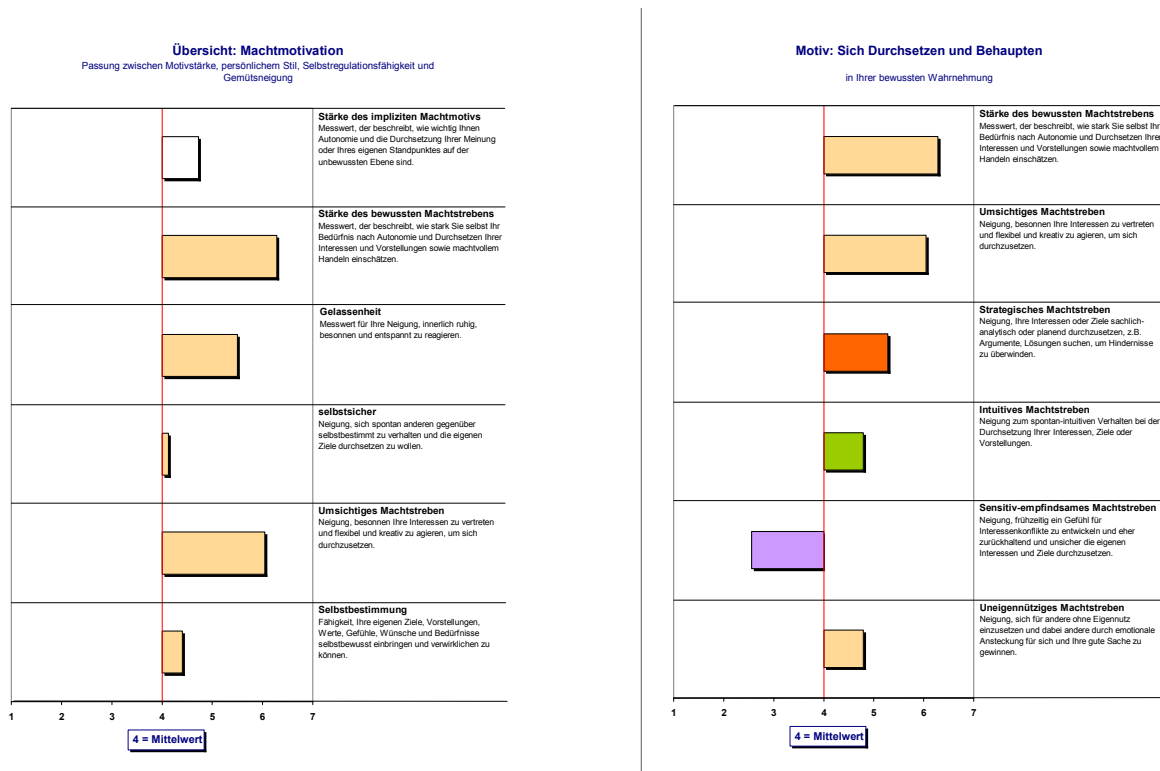 Übersicht: Machtmotivation
Passung zwischen Motivstärke, persönlichem Stil, Selbstregulationsfähigkeit und
Gemütsneigung
Stärke des impliziten Machtmotivs
Messwert, der beschreibt, wie wichtig Ihnen
Autonomie und die Durchsetzung Ihrer Meinung
oder Ihres eigenen Standpunktes auf der
unbewussten Ebene sind.
Stärke des bewussten Machtstrebens
Messwert, der beschreibt, wie stark Sie selbst Ihr
Bedürfnis nach Autonomie und Durchsetzen Ihrer
Interessen und Vorstellungen sowie machtvollem
Handeln einschätzen.
Gelassenheit
Messwert für Ihre Neigung, innerlich ruhig,
besonnen und entspannt zu reagieren.
selbstsicher
Neigung, sich spontan anderen gegenüber
selbstbestimmt zu verhalten und die eigenen
Ziele durchsetzen zu wollen.
Umsichtiges Machtstreben
Neigung, besonnen Ihre Interessen zu vertreten
und flexibel und kreativ zu agieren, um sich
durchzusetzen.
Selbstbestimmung
Fähigkeit, Ihre eigenen Ziele, Vorstellungen,
Werte, Gefühle, Wünsche und Bedürfnisse
selbstbewusst einbringen und verwirklichen zu
können.
1 2 3 4 5 6 7
4 = Mittelwert
Motiv: Sich Durchsetzen und Behaupten
in Ihrer bewussten Wahrnehmung
Stärke des bewussten Machtstrebens
Messwert, der beschreibt, wie stark Sie selbst Ihr
Bedürfnis nach Autonomie und Durchsetzen Ihrer
Interessen und Vorstellungen sowie machtvollem
Handeln einschätzen.
Umsichtiges Machtstreben
Neigung, besonnen Ihre Interessen zu vertreten
und flexibel und kreativ zu agieren, um sich
durchzusetzen.
Strategisches Machtstreben
Neigung, Ihre Interessen oder Ziele sachlich-
analytisch oder planend durchzusetzen, z.B.
Argumente, Lösungen suchen, um Hindernisse
zu überwinden.
Intuitives Machtstreben
Neigung zum spontan-intuitiven Verhalten bei der
Durchsetzung Ihrer Interessen, Ziele oder
Vorstellungen.
Sensitiv-empfindsames Machtstreben
Neigung, frühzeitig ein Gefühl für
Interessenkonflikte zu entwickeln und eher
zurückhaltend und unsicher die eigenen
Interessen und Ziele durchzusetzen.
Uneigennütziges Machtstreben
Neigung, sich für andere ohne Eigennutz
einzusetzen und dabei andere durch emotionale
Ansteckung für sich und Ihre gute Sache zu
gewinnen.
1 2 3 4 5 6 7
4 = Mittelwert